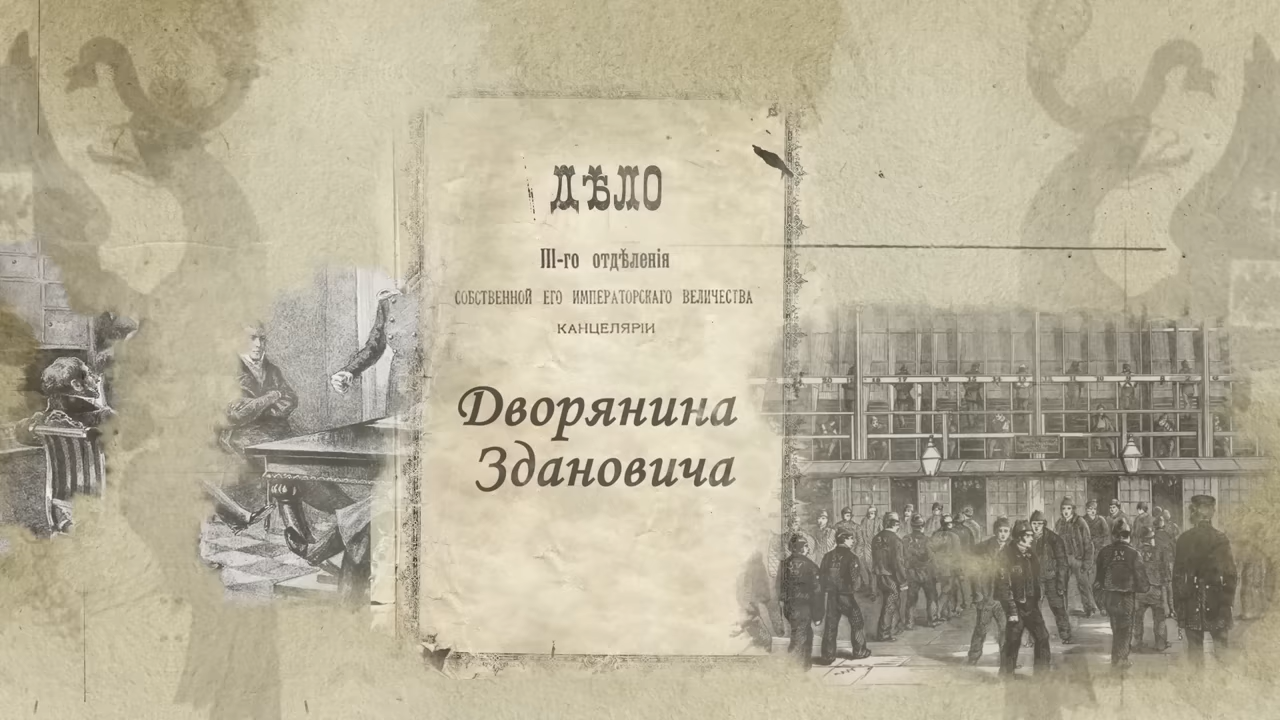 ДѢЛО
III-го отдѣленія
СОБСТВЕННОЙ ЕГО ИМПЕРАТОРСКАГО ВЕЛИЧЕСТВА
КАНЦЕЛЯРІИ
Дворянина
Здановича